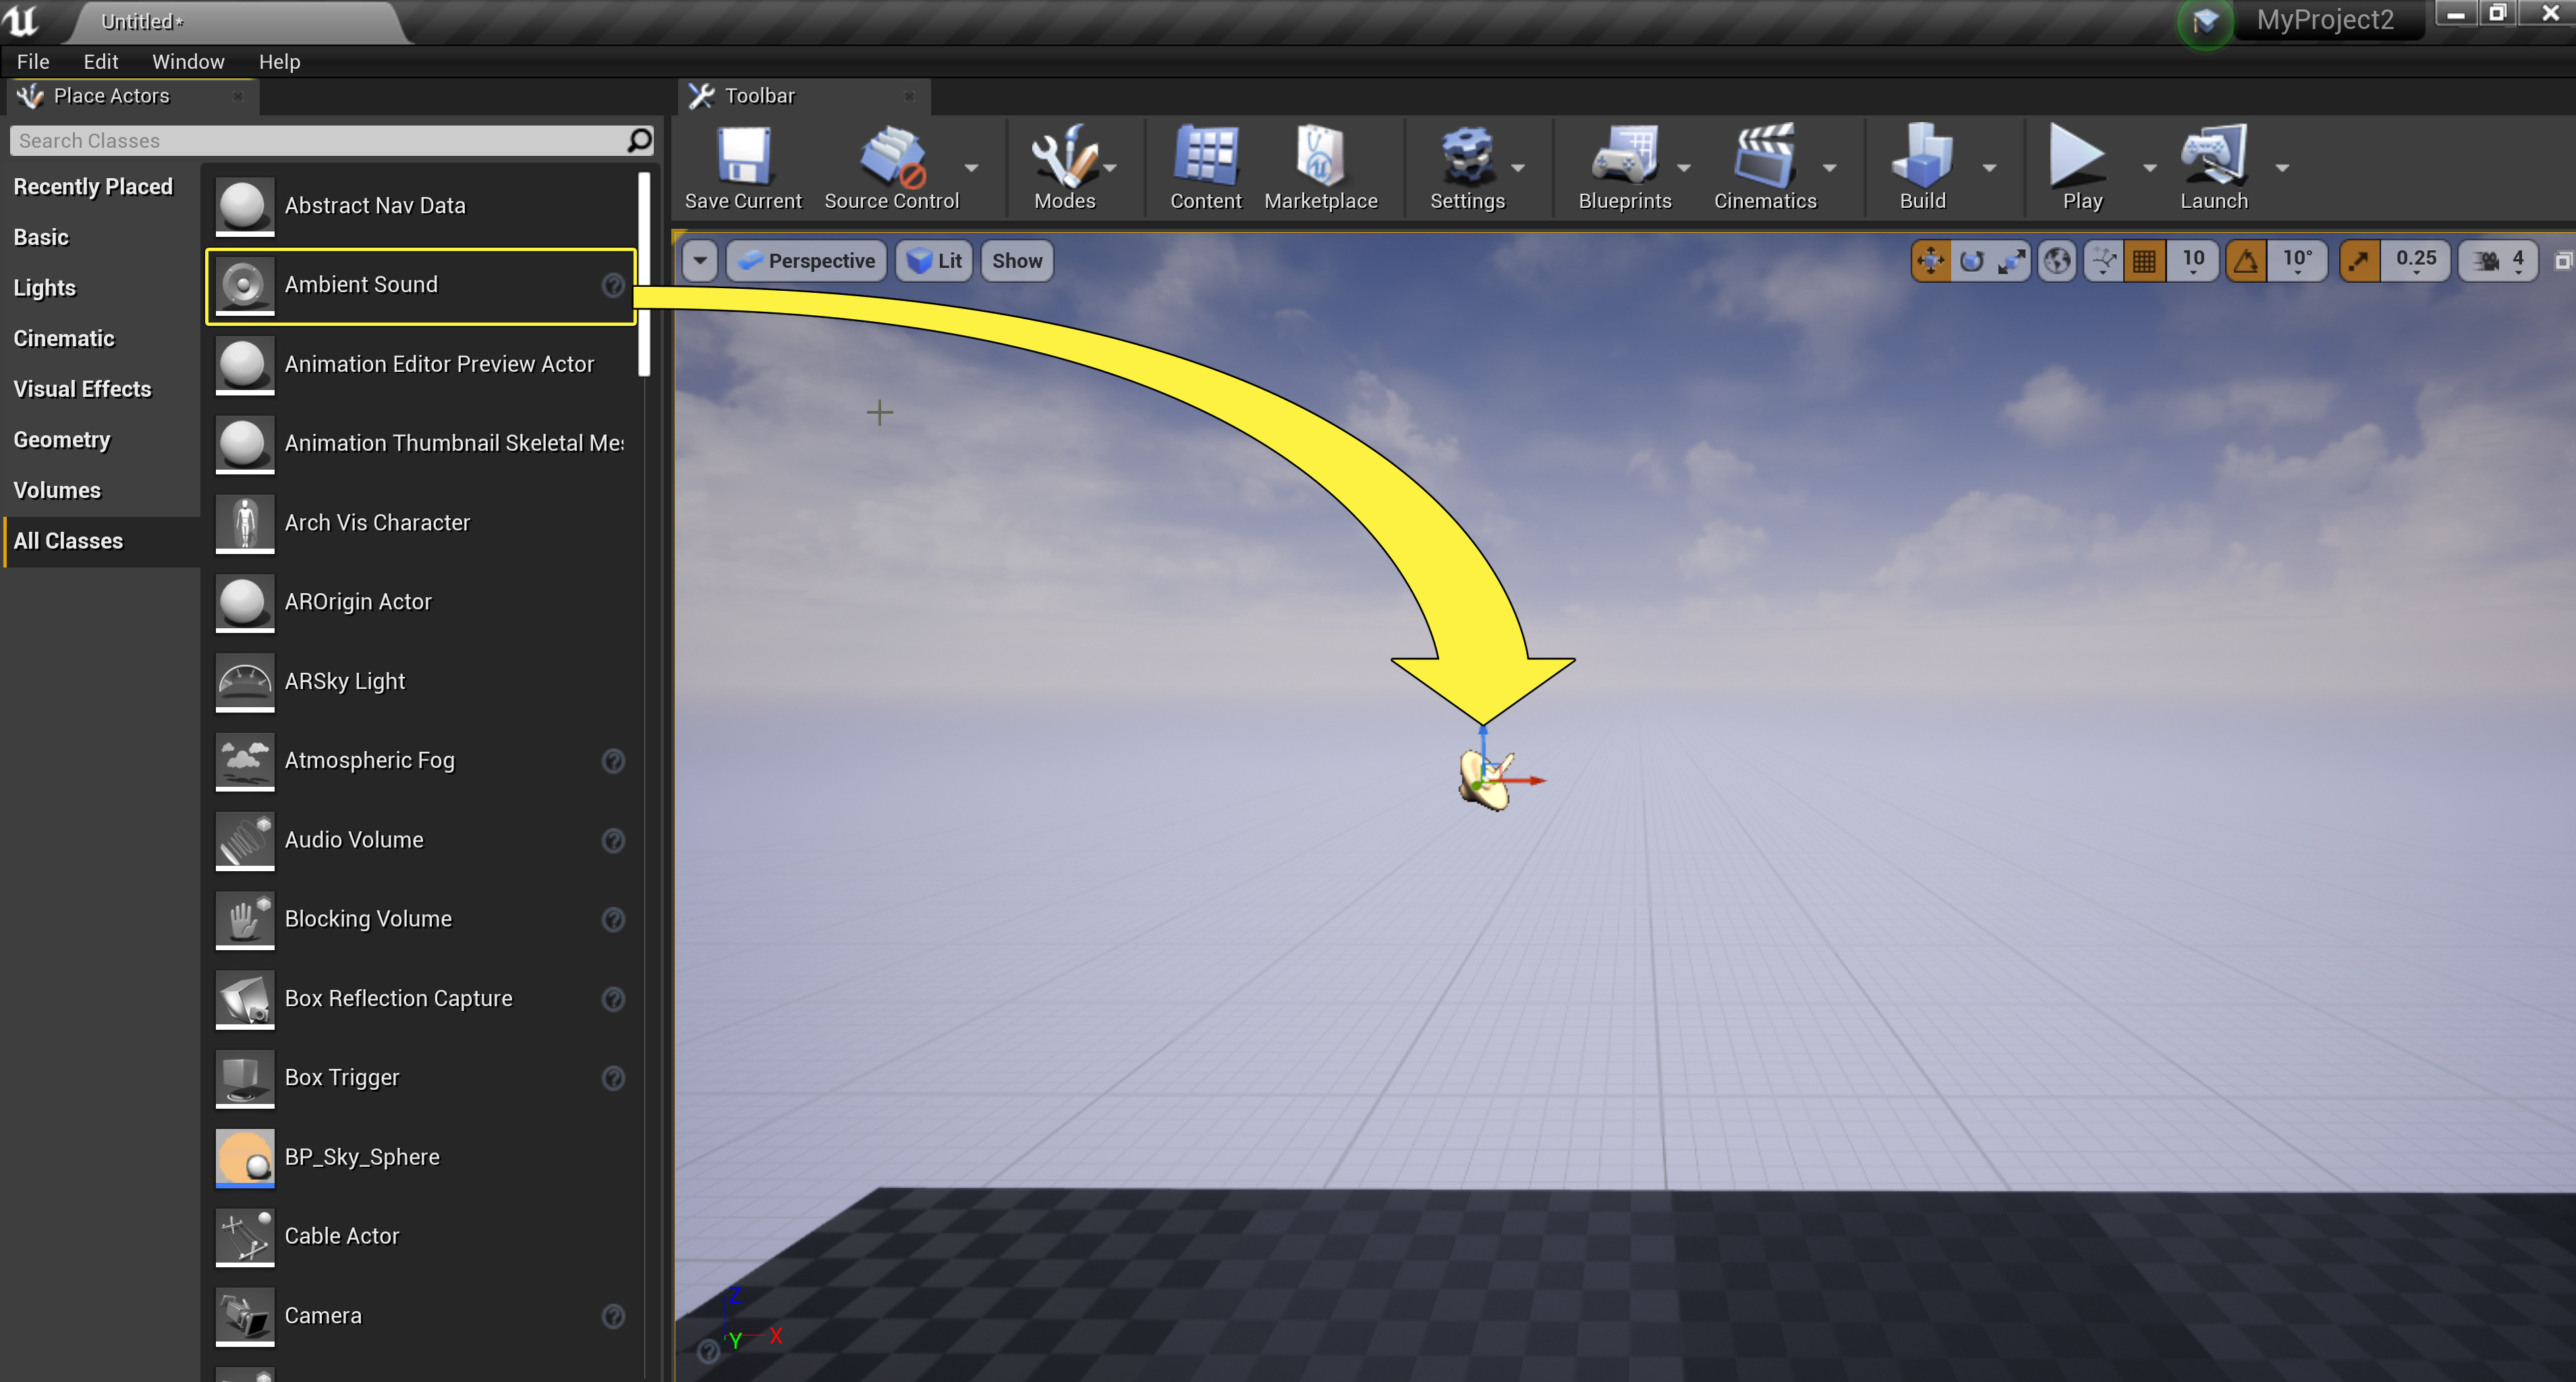 Untitled*
MyProject2
File Edit Window Help
Place Actors
Toolbar
Search Classes
Save Current
Source Control
Modes
Content
Marketplace
Settings
Blueprints
Cinematics
Build
Play
Launch
Recently Placed
Basic
Lights
Cinematic
Visual Effects
Geometry
Volumes
All Classes
Abstract Nav Data
Ambient Sound
Animation Editor Preview Actor
Animation Thumbnail Skeletal Mes
Arch Vis Character
AROrigin Actor
ARSky Light
Atmospheric Fog
Audio Volume
Blocking Volume
Box Reflection Capture
Box Trigger
BP_Sky_Sphere
Cable Actor
Camera
Perspective
Lit
Show
10
10°
0.25
4
Z
Y
X